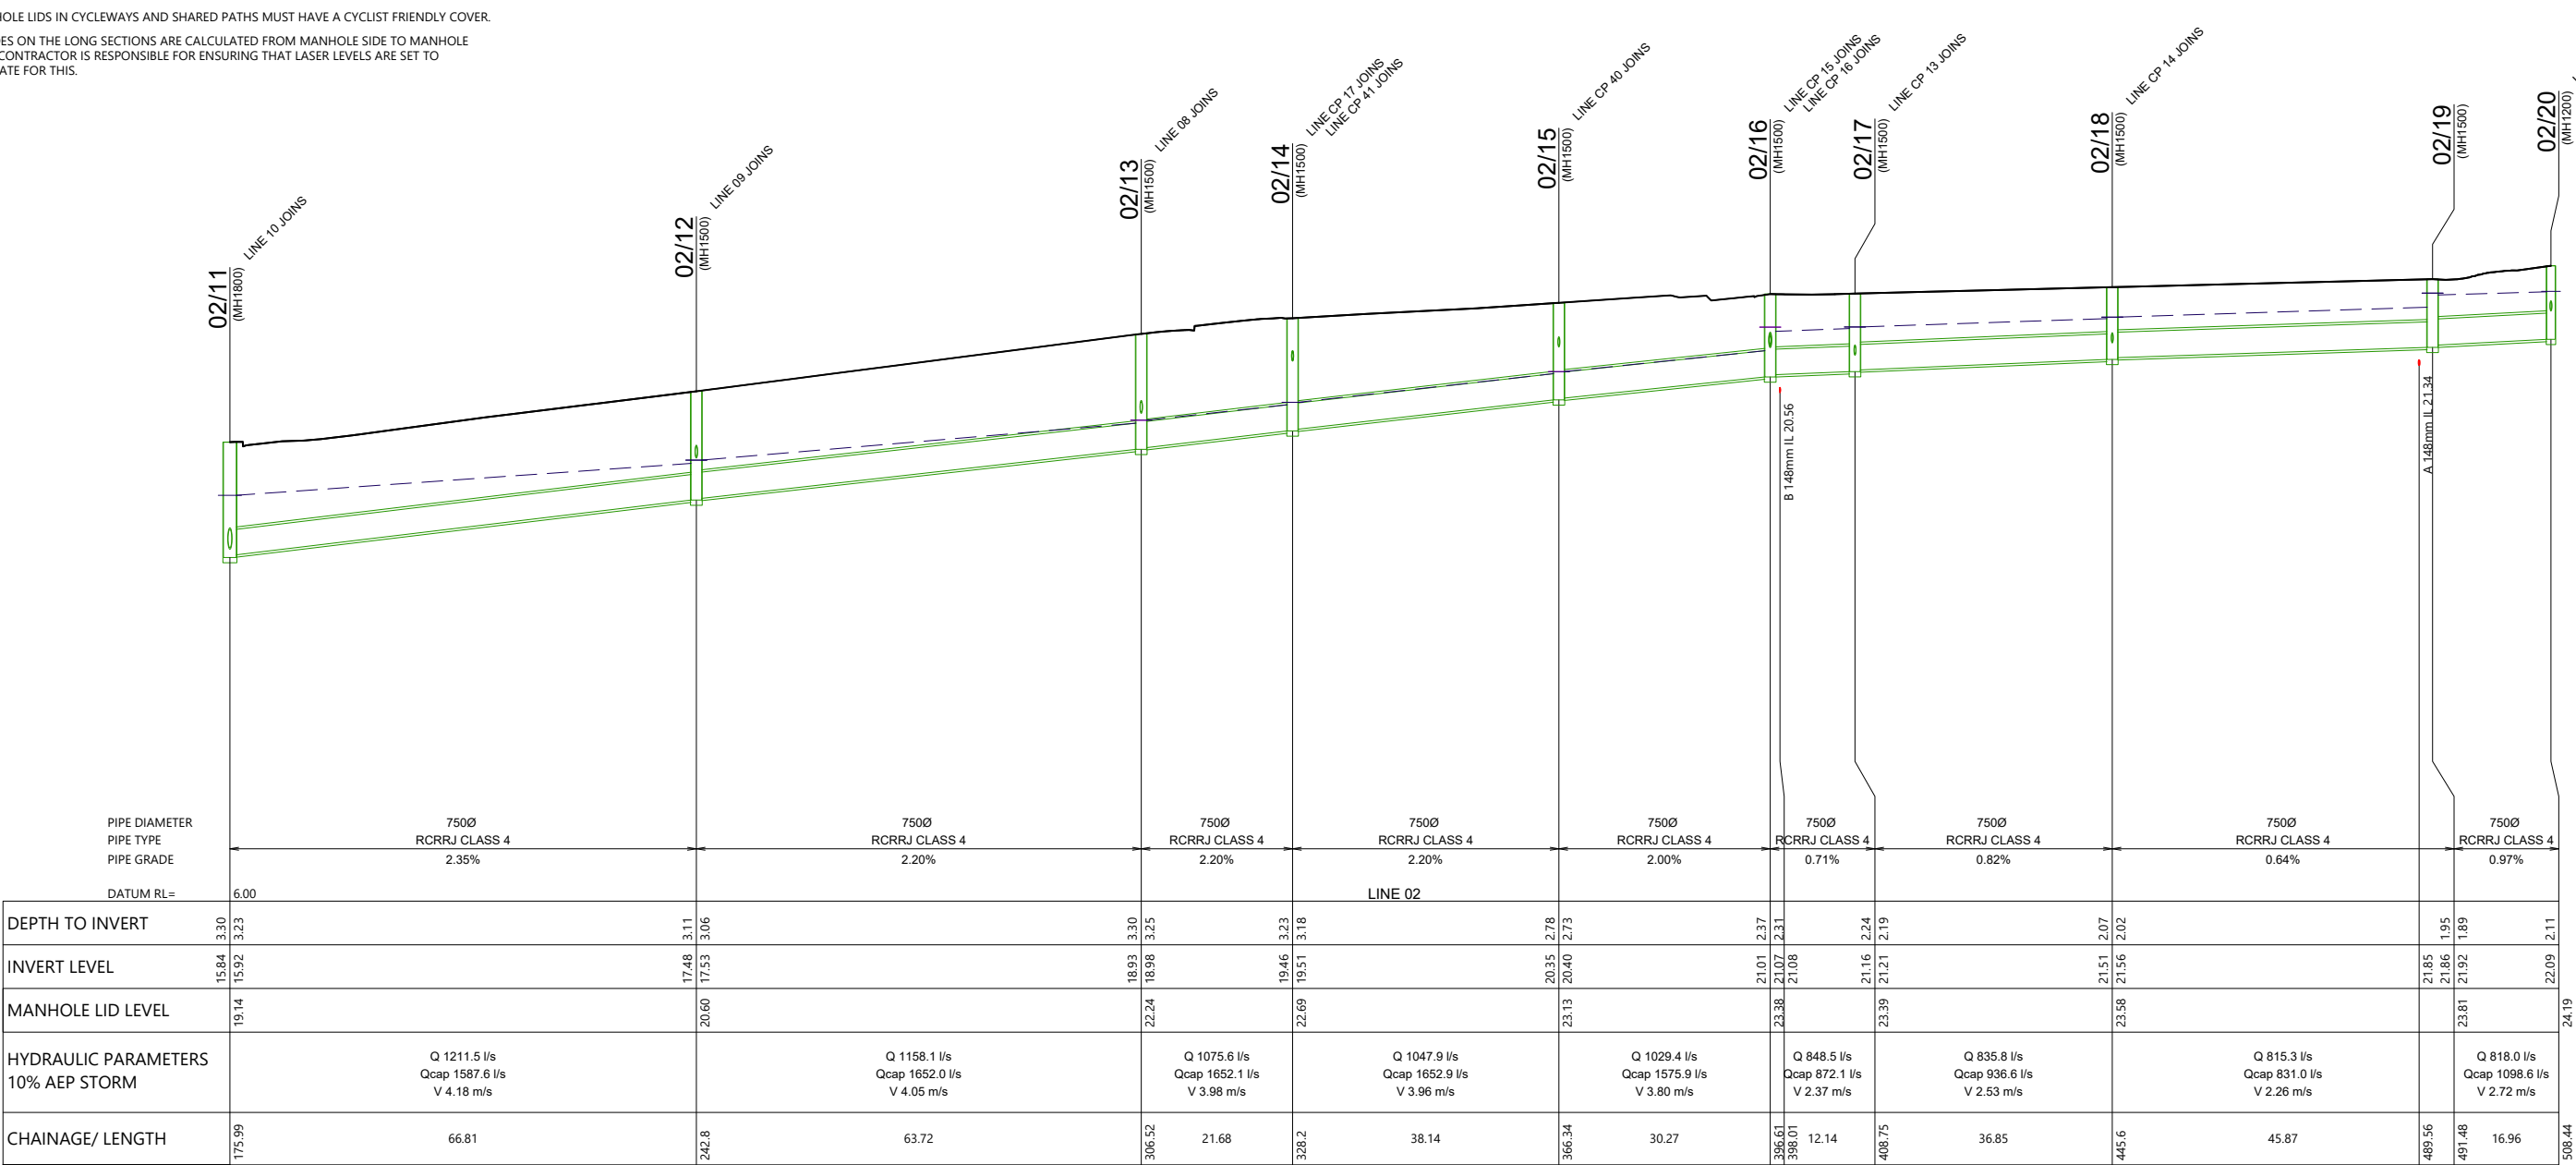 HOLE LIDS IN CYCLEWAYS AND SHARED PATHS MUST HAVE A CYCLIST FRIENDLY COVER.
ES ON THE LONG SECTIONS ARE CALCULATED FROM MANHOLE SIDE TO MANHOLE
CONTRACTOR IS RESPONSIBLE FOR ENSURING THAT LASER LEVELS ARE SET TO
ATE FOR THIS.
02/11
(MH1800)
LINE 10 JOINS
02/12
(MH1500)
LINE 09 JOINS
02/13
(MH1500)
LINE 08 JOINS
02/14
(MH1500)
LINE CP 17 JOINS
LINE CP 41 JOINS
02/15
(MH1500)
LINE CP 40 JOINS
02/16
(MH1500)
LINE CP 15 JOINS
LINE CP 16 JOINS
02/17
(MH1500)
LINE CP 13 JOINS
02/18
(MH1500)
LINE CP 14 JOINS
02/19
(MH1500)
02/20
(MH1200)
B 148mm IL 20.56
A 148mm IL 21.34
PIPE DIAMETER 750Ø 750Ø 750Ø 750Ø 750Ø 750Ø 750Ø 750Ø 750Ø
PIPE TYPE RCRRJ CLASS 4 RCRRJ CLASS 4 RCRRJ CLASS 4 RCRRJ CLASS 4 RCRRJ CLASS 4 RCRRJ CLASS 4 RCRRJ CLASS 4 RCRRJ CLASS 4 RCRRJ CLASS 4
PIPE GRADE 2.35% 2.20% 2.20% 2.20% 2.00% 0.71% 0.82% 0.64% 0.97%
DATUM RL= 6.00
LINE 02
DEPTH TO INVERT 3.30 3.23 3.11 3.06 3.30 3.25 3.23 3.18 2.78 2.73 2.37 2.31 2.24 2.19 2.07 2.02 1.95 1.89 2.11
INVERT LEVEL 15.84 15.92 17.48 17.53 18.93 18.98 19.46 19.51 20.35 20.40 21.01 21.07 21.08 21.16 21.21 21.51 21.56 21.85 21.86 21.92 22.09
MANHOLE LID LEVEL 19.14 20.60 22.24 22.69 23.13 23.38 23.39 23.58 23.81 24.19
HYDRAULIC PARAMETERS
10% AEP STORM
Q 1211.5 l/s Q 1158.1 l/s Q 1075.6 l/s Q 1047.9 l/s Q 1029.4 l/s Q 848.5 l/s Q 835.8 l/s Q 815.3 l/s Q 818.0 l/s
Qcap 1587.6 l/s Qcap 1652.0 l/s Qcap 1652.1 l/s Qcap 1652.9 l/s Qcap 1575.9 l/s Qcap 872.1 l/s Qcap 936.6 l/s Qcap 831.0 l/s Qcap 1098.6 l/s
V 4.18 m/s V 4.05 m/s V 3.98 m/s V 3.96 m/s V 3.80 m/s V 2.37 m/s V 2.53 m/s V 2.26 m/s V 2.72 m/s
CHAINAGE/ LENGTH 175.99 66.81 242.8 63.72 306.52 21.68 328.2 38.14 366.34 30.27 396.61 398.01 12.14 408.75 36.85 445.6 45.87 489.56 491.48 16.96 508.44